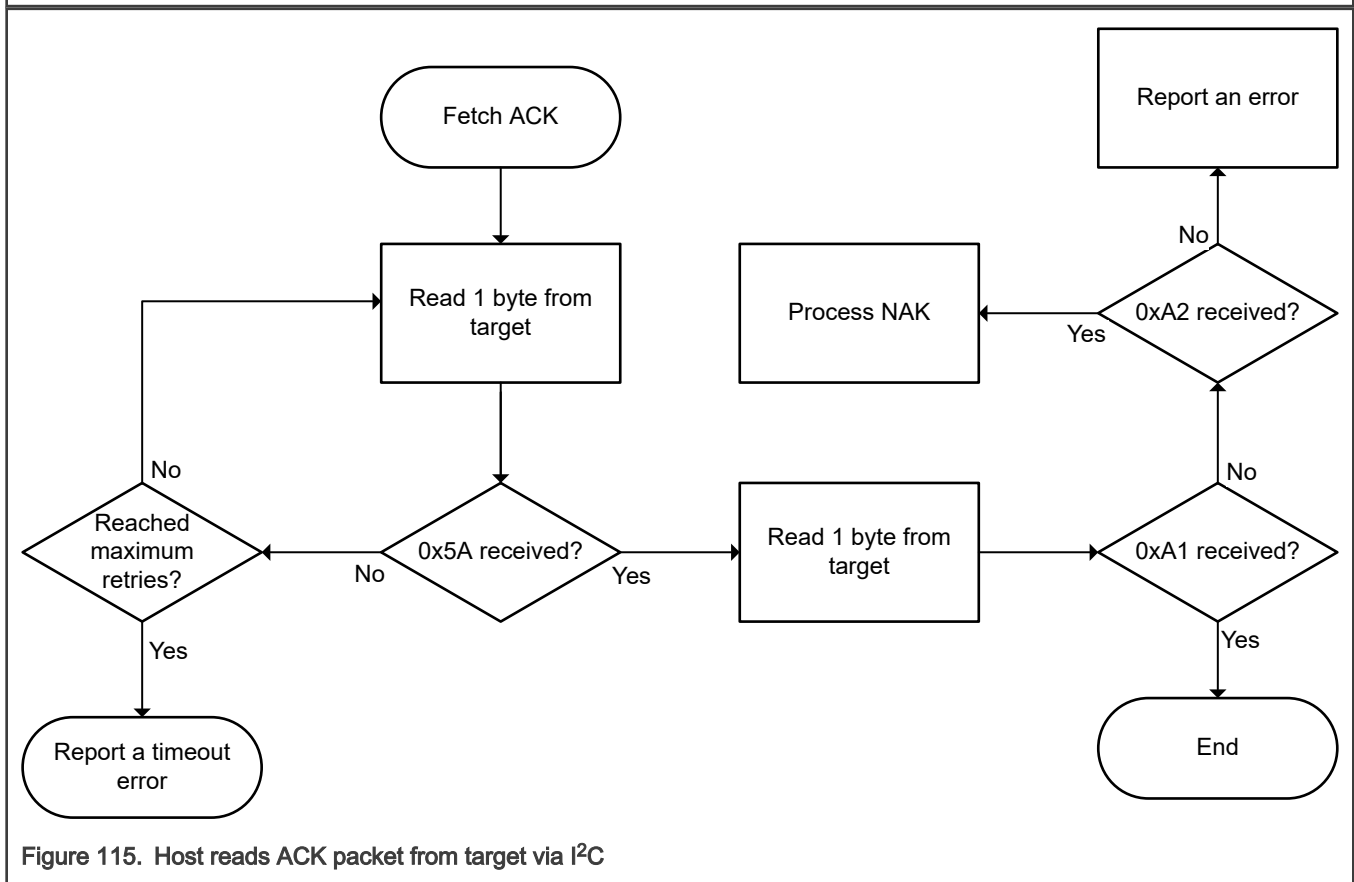 Fetch ACK
Report an error
No
Read 1 byte from
target
Process NAK
0xA2 received?
Yes
No
No
Reached
maximum
retries?
0x5A received?
No
Yes
Read 1 byte from
target
0xA1 received?
Yes
Yes
Report a timeout
error
End
Figure 115. Host reads ACK packet from target via I²C